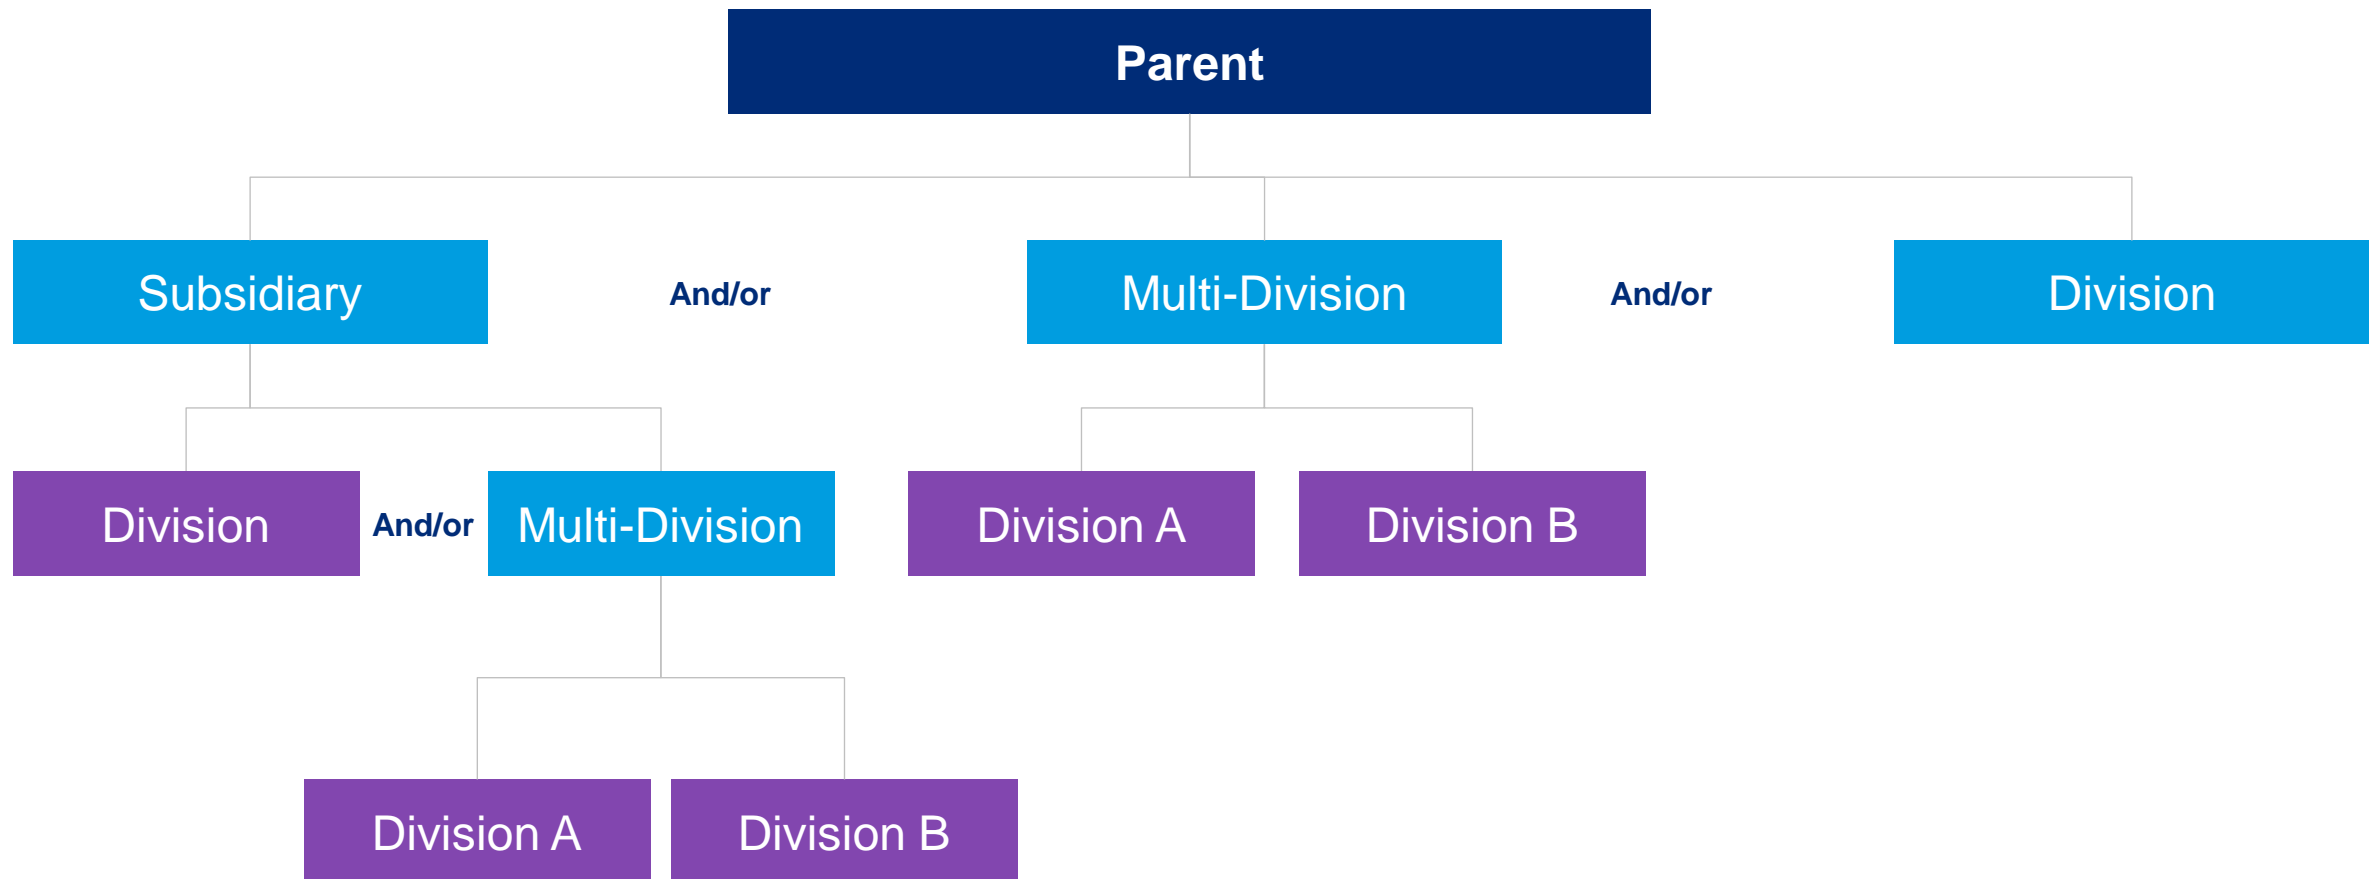 Parent
Subsidiary
And/or
Multi-Division
And/or
Division
Division
And/or
Multi-Division
Division A
Division B
Division A
Division B